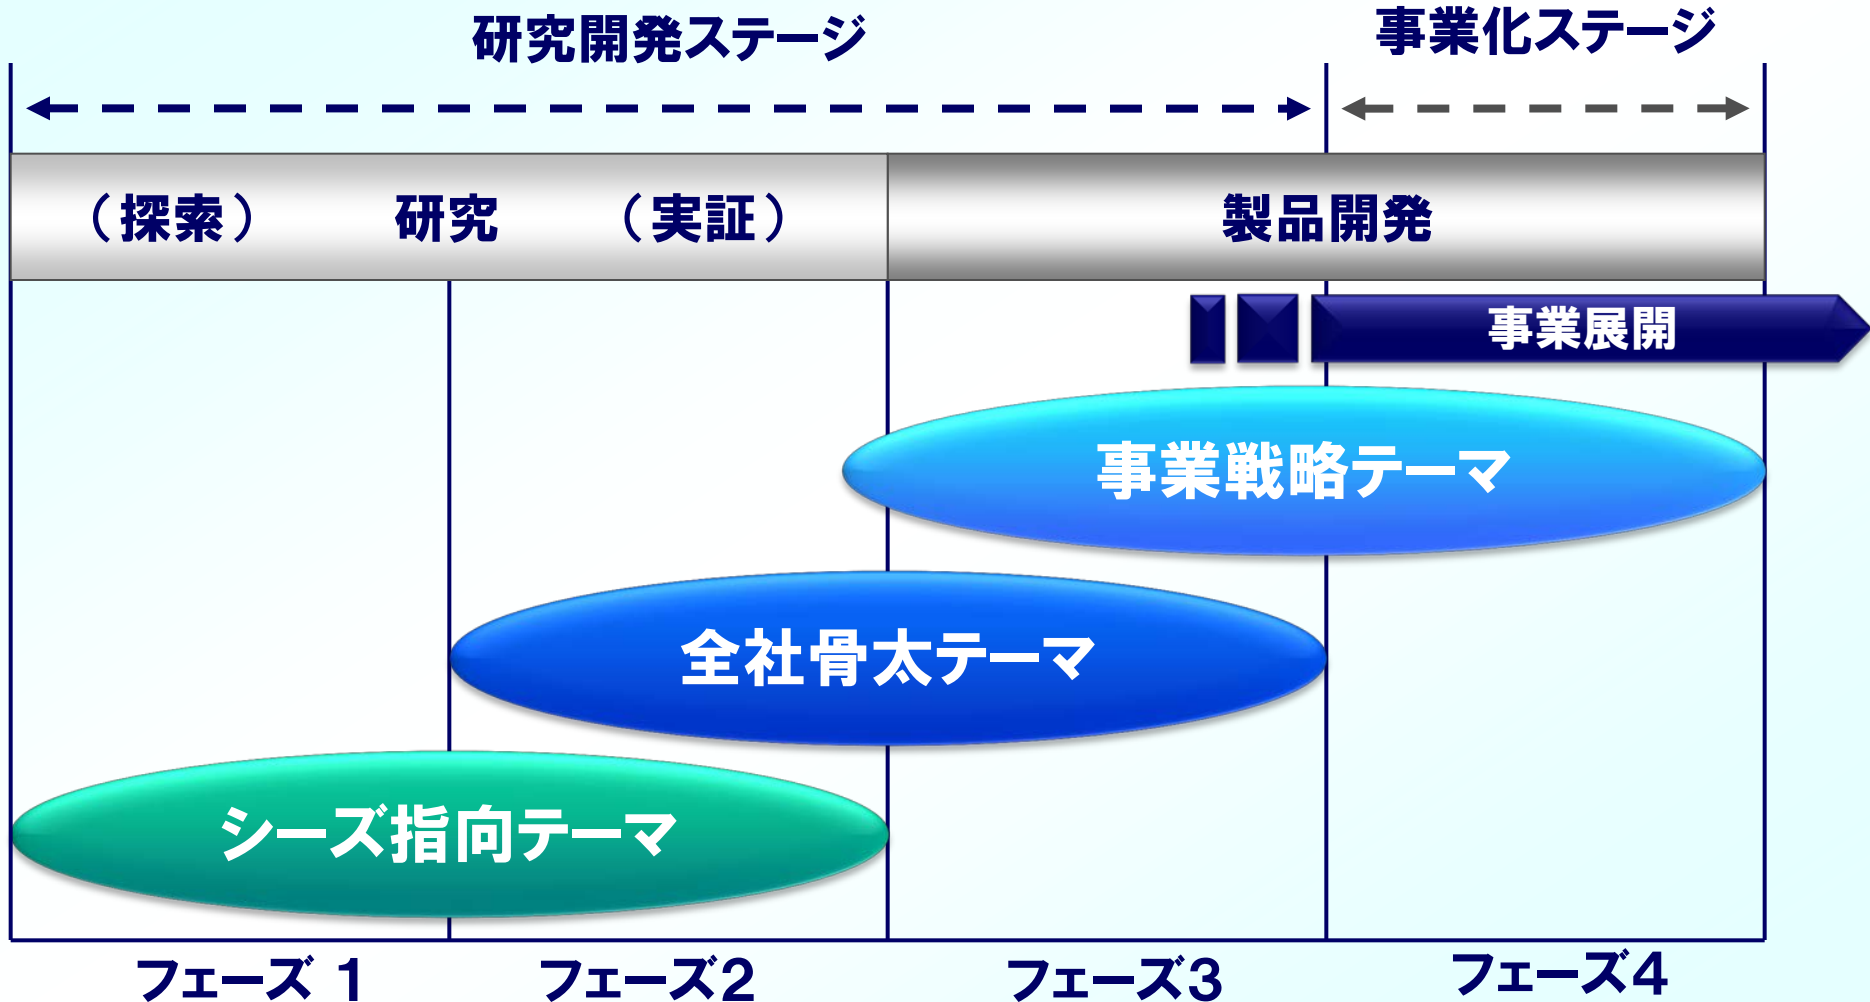 研究開発ステージ
事業化ステージ
（探索） 研究 （実証）
製品開発
事業展開
事業戦略テーマ
全社骨太テーマ
シーズ指向テーマ
フェーズ 1
フェーズ2
フェーズ3
フェーズ4